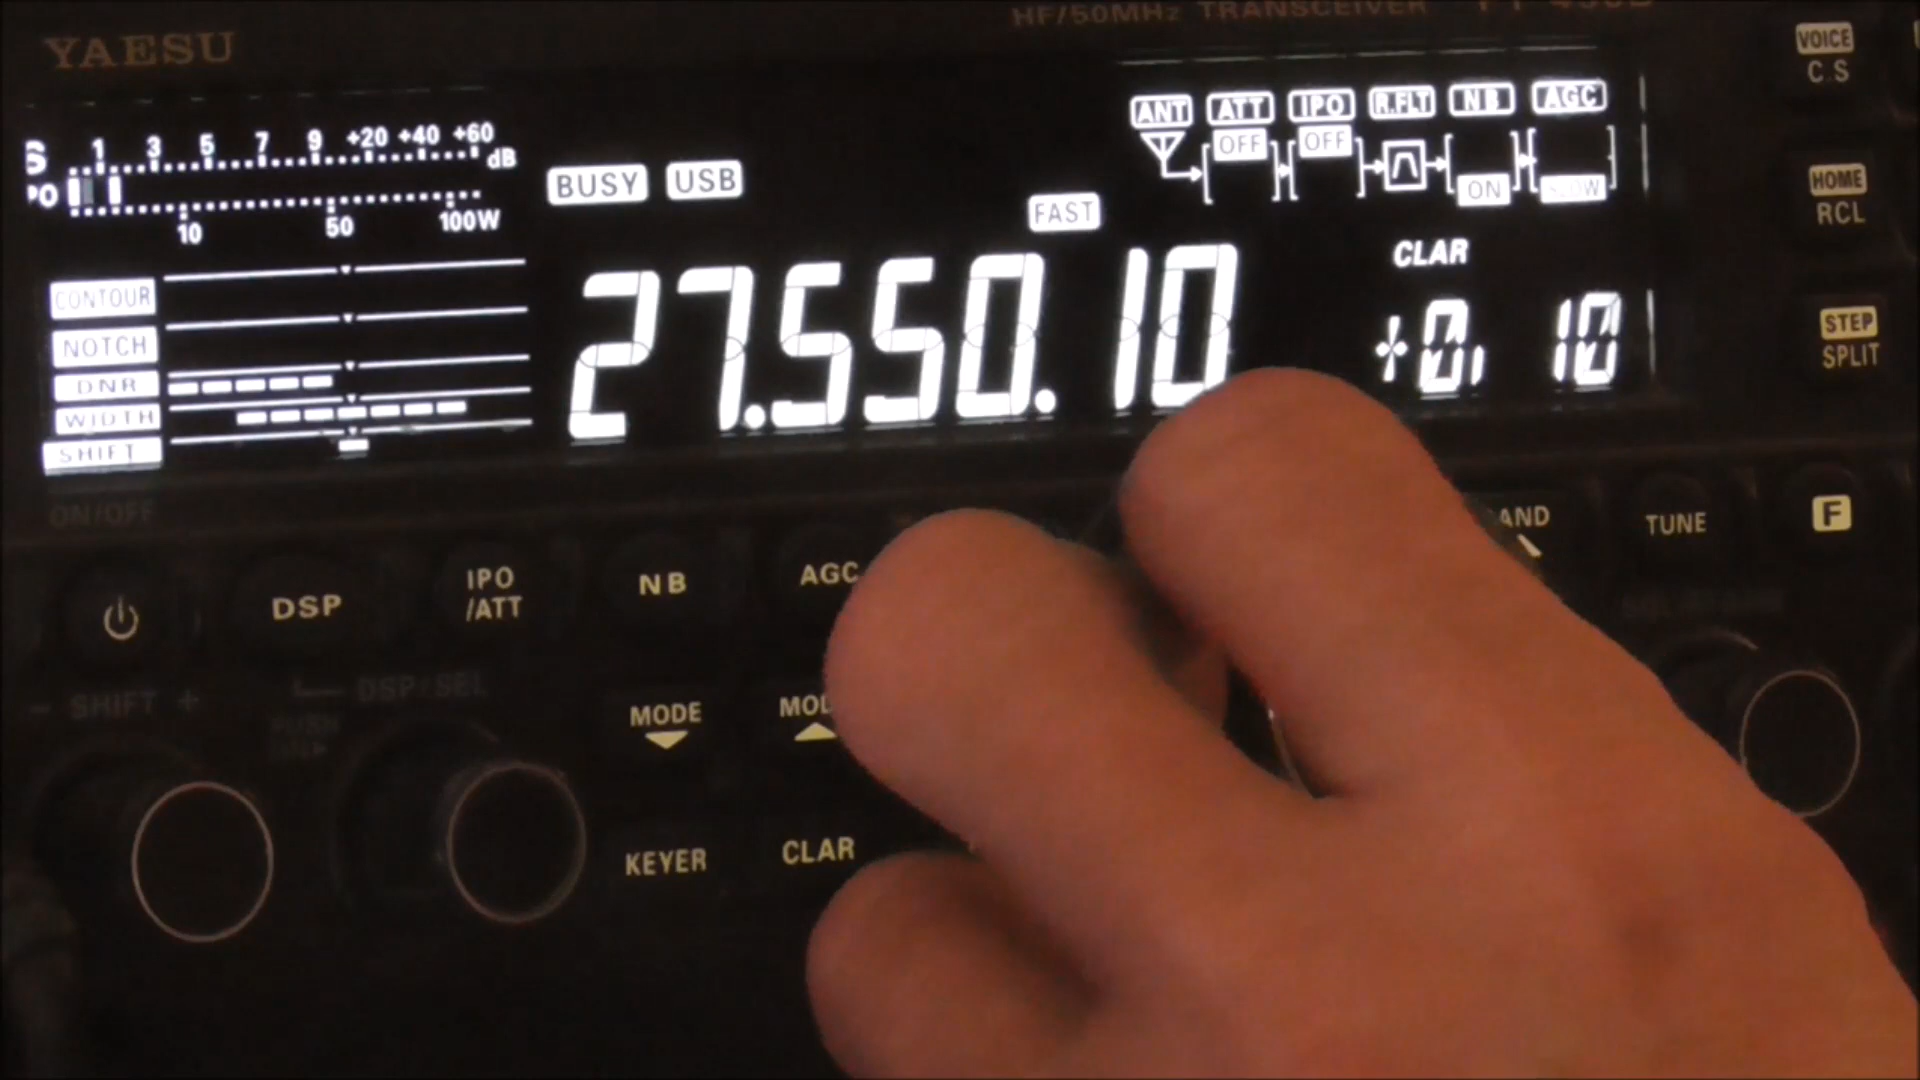 HF/50MHz TRANSCEIVER
YAESU
VOICE
C.S
ANT ATT IPO R.FLT NB AGC
S 1 3 5 7 9 +20 +40 +60 dB
OFF OFF
PO
BUSY USB
ON SLOW
HOME
RCL
10 50 100W
FAST
CLAR
CONTOUR
27.550.10
+0. 10
STEP
SPLIT
NOTCH
DNR
WIDTH
SHIFT
ON/OFF
TUNE
F
DSP
IPO
/ATT
NB
AGC
- SHIFT +
DSP/SEL
MODE
KEYER
CLAR